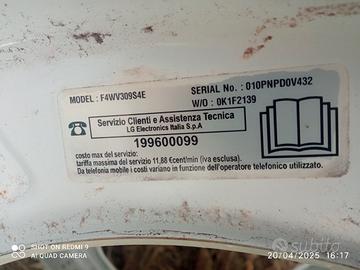 MODEL : F4WV309S4E
SERIAL No. : 010PNPD0V432
W/O : 0K1F2139
Servizio Clienti e Assistenza Tecnica
LG Electronics Italia S.p.A
199600099
costo max del servizio:
tariffa massima del servizio 11,88 €cent/min (iva esclusa).
Da telefonia mobile i costi variano in funzione dell'operatore telefonico utilizzato.
SHOT ON REDMI 9
AI QUAD CAMERA
subito
20/04/2025 16:17